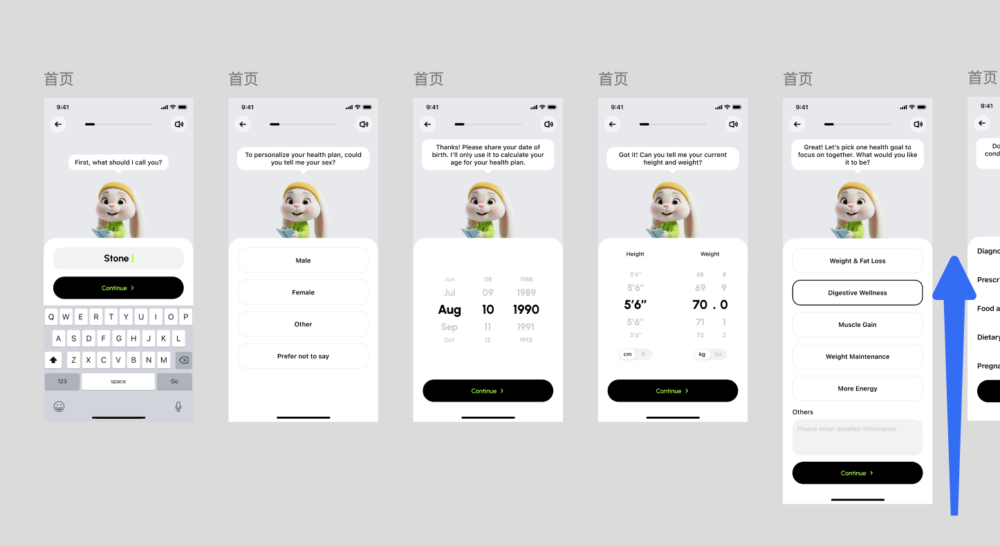 首页
9:41
First, what should I call you?
Stone
Continue
Q W E R T Y U I O P
A S D F G H J K L
Z X C V B N M
123 space Go
首页
9:41
To personalize your health plan, could
you tell me your sex?
Male
Female
Other
Prefer not to say
首页
9:41
Thanks! Please share your date of
birth. I'll only use it to calculate your
age for your health plan.
Jun 08 1988
Jul 09 1989
Aug 10 1990
Sep 11 1991
Oct 12 1992
Continue
首页
9:41
Got it! Can you tell me your current
height and weight?
Height Weight
5'6" 68 8
5'6" 69 9
5'6" 70 . 0
5'6" 71 1
5'6" 72 2
cm ft kg lbs
Continue
首页
9:41
Great! Let's pick one health goal to
focus on together. What would you like
it to be?
Weight & Fat Loss
Digestive Wellness
Muscle Gain
Weight Maintenance
More Energy
Others
Please enter detailed information
Continue
首页
9:41
Do
cond
Diagno
Prescr
Food a
Dietary
Pregna